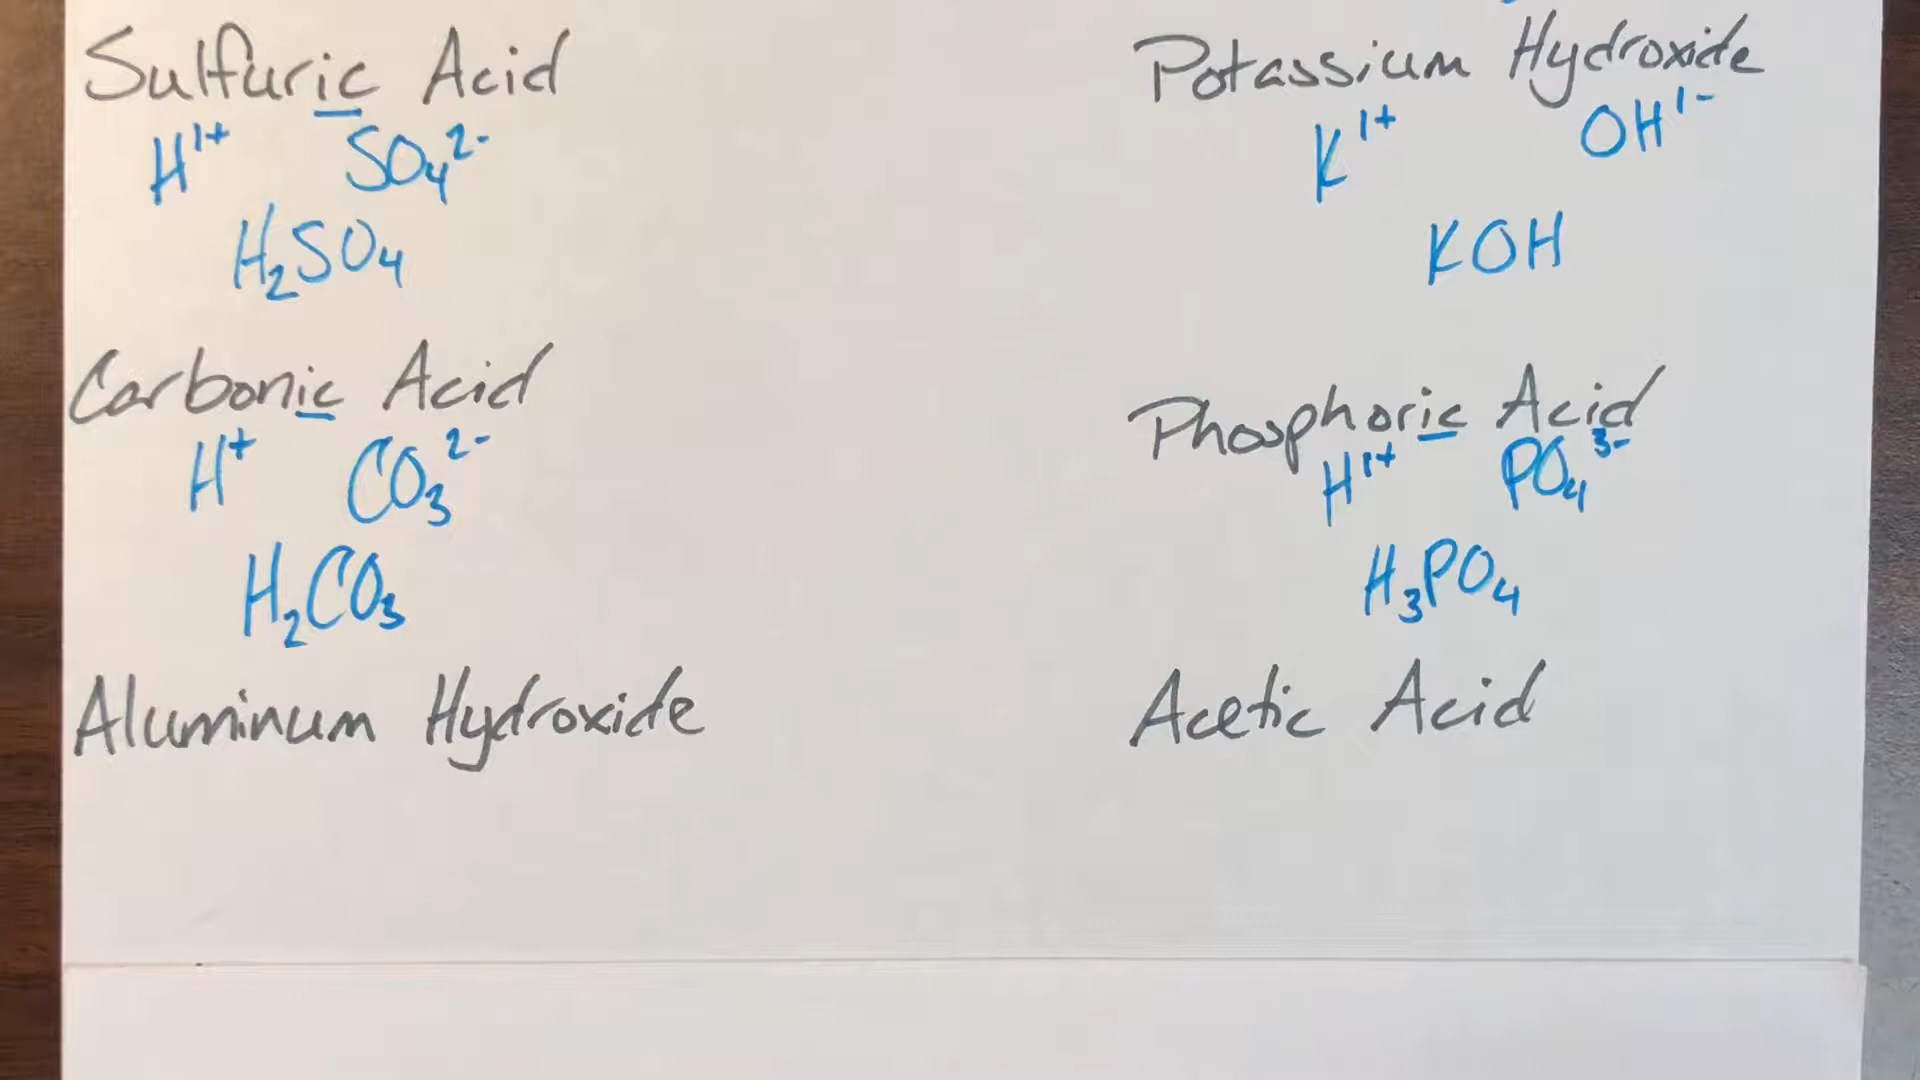 Sulfuric Acid
H¹⁺ SO₄²⁻
H₂SO₄
Carbonic Acid
H⁺ CO₃²⁻
H₂CO₃
Aluminum Hydroxide
Potassium Hydroxide
K¹⁺ OH¹⁻
KOH
Phosphoric Acid
H¹⁺ PO₄³⁻
H₃PO₄
Acetic Acid